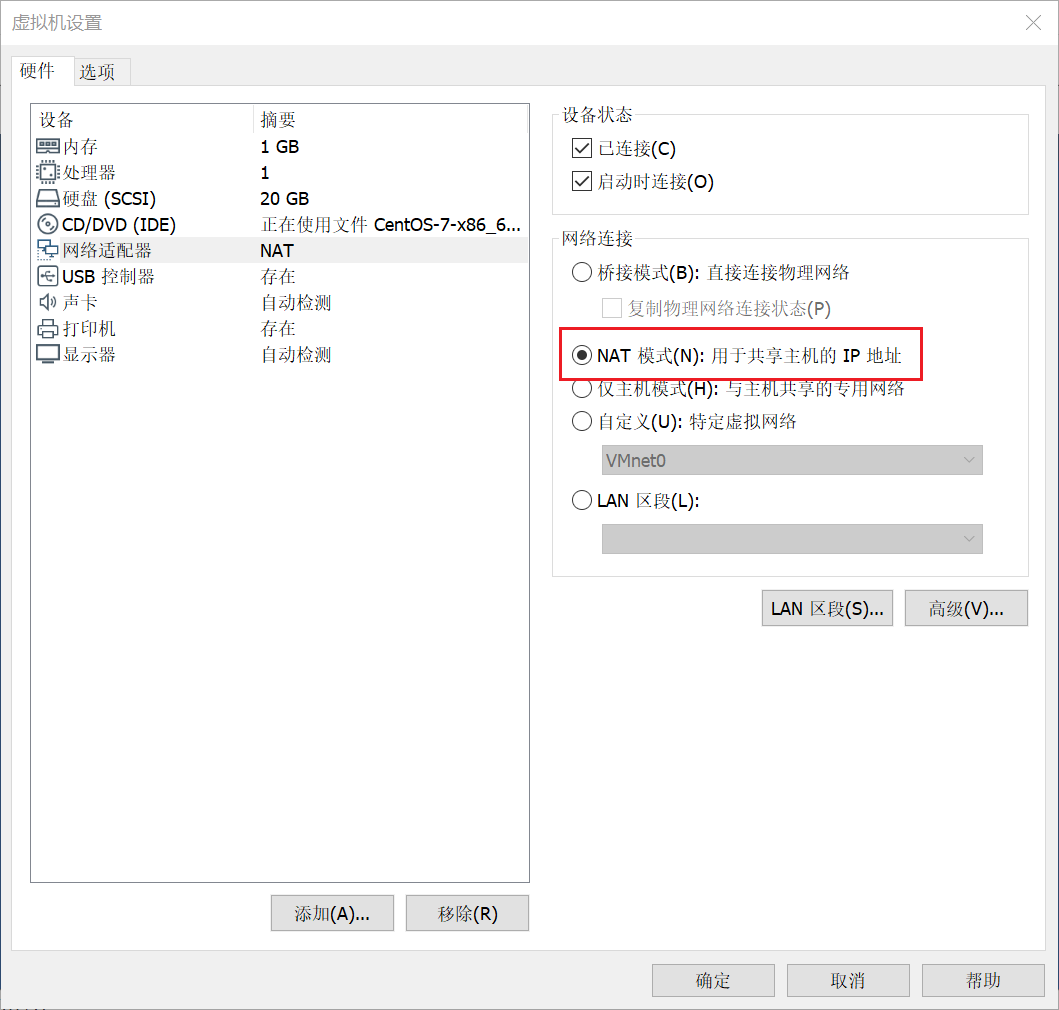 虚拟机设置
硬件 选项
设备 摘要
内存 1 GB
处理器 1
硬盘 (SCSI) 20 GB
CD/DVD (IDE) 正在使用文件 CentOS-7-x86_6...
网络适配器 NAT
USB 控制器 存在
声卡 自动检测
打印机 存在
显示器 自动检测
添加(A)... 移除(R)
设备状态
已连接(C)
启动时连接(O)
网络连接
桥接模式(B): 直接连接物理网络
复制物理网络连接状态(P)
NAT 模式(N): 用于共享主机的 IP 地址
仅主机模式(H): 与主机共享的专用网络
自定义(U): 特定虚拟网络
VMnet0
LAN 区段(L):
LAN 区段(S)... 高级(V)...
确定 取消 帮助